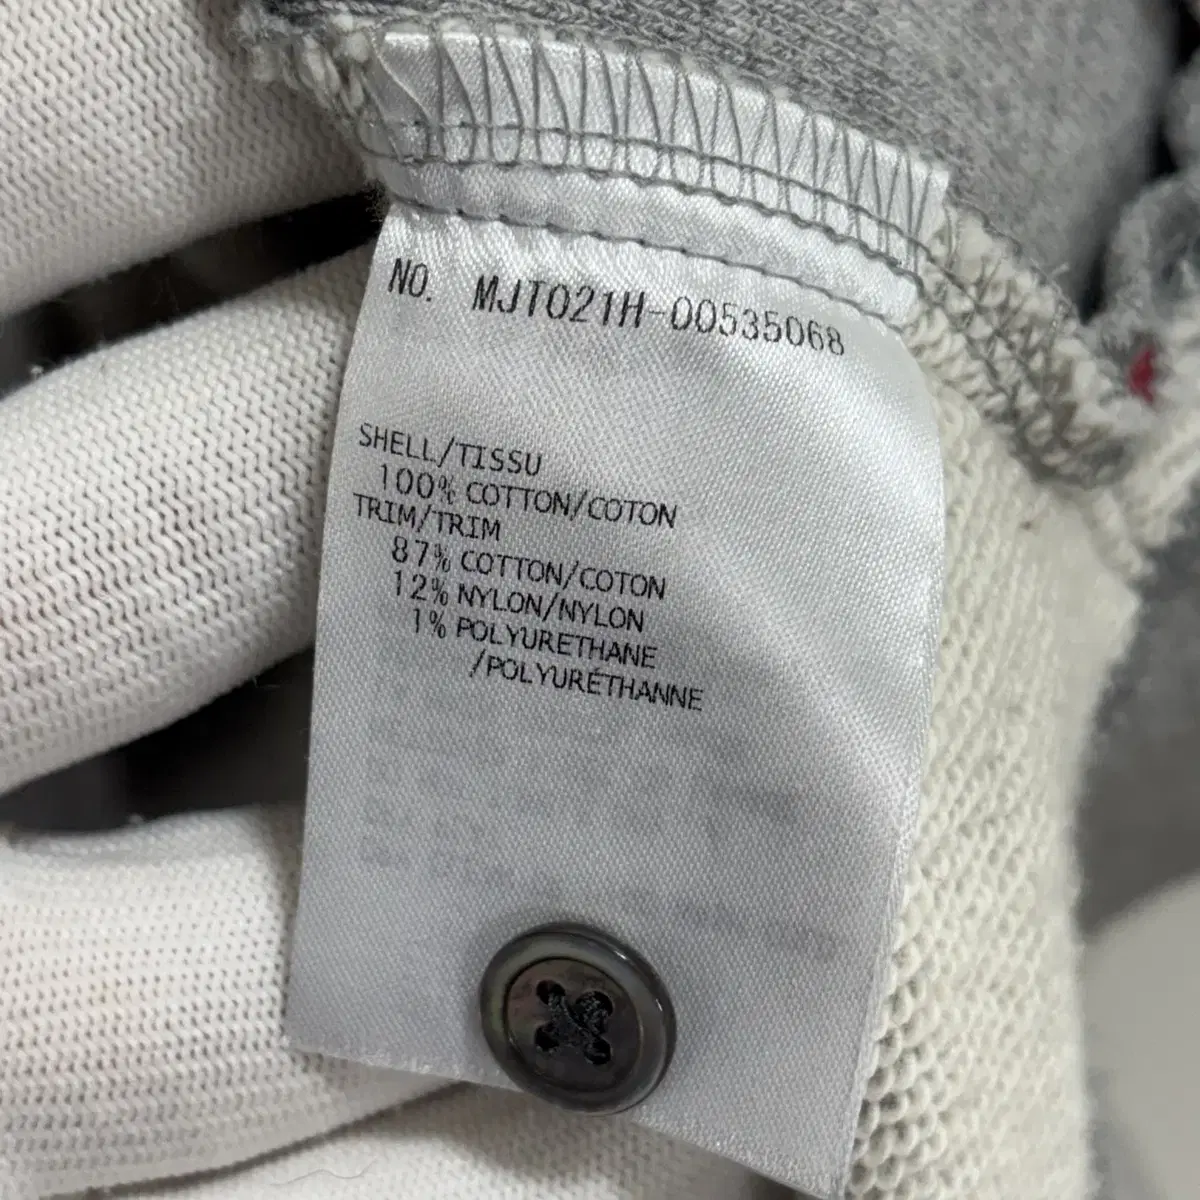 NO. MJT021H-00535068
SHELL/TISSU
100% COTTON/COTON
TRIM/TRIM
87% COTTON/COTON
12% NYLON/NYLON
1% POLYURETHANE
/POLYURÉTHANNE